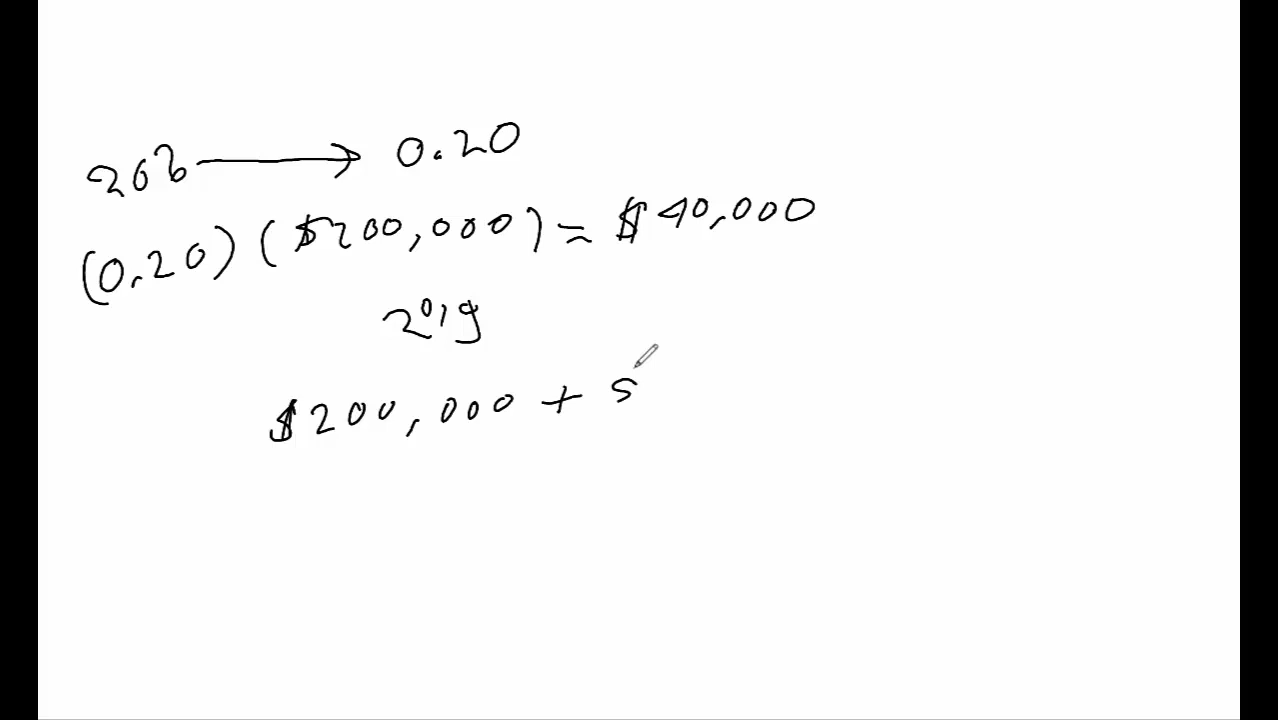 20% → 0.20
(0.20) ($200,000) = $40,000
2019
$200,000 + s